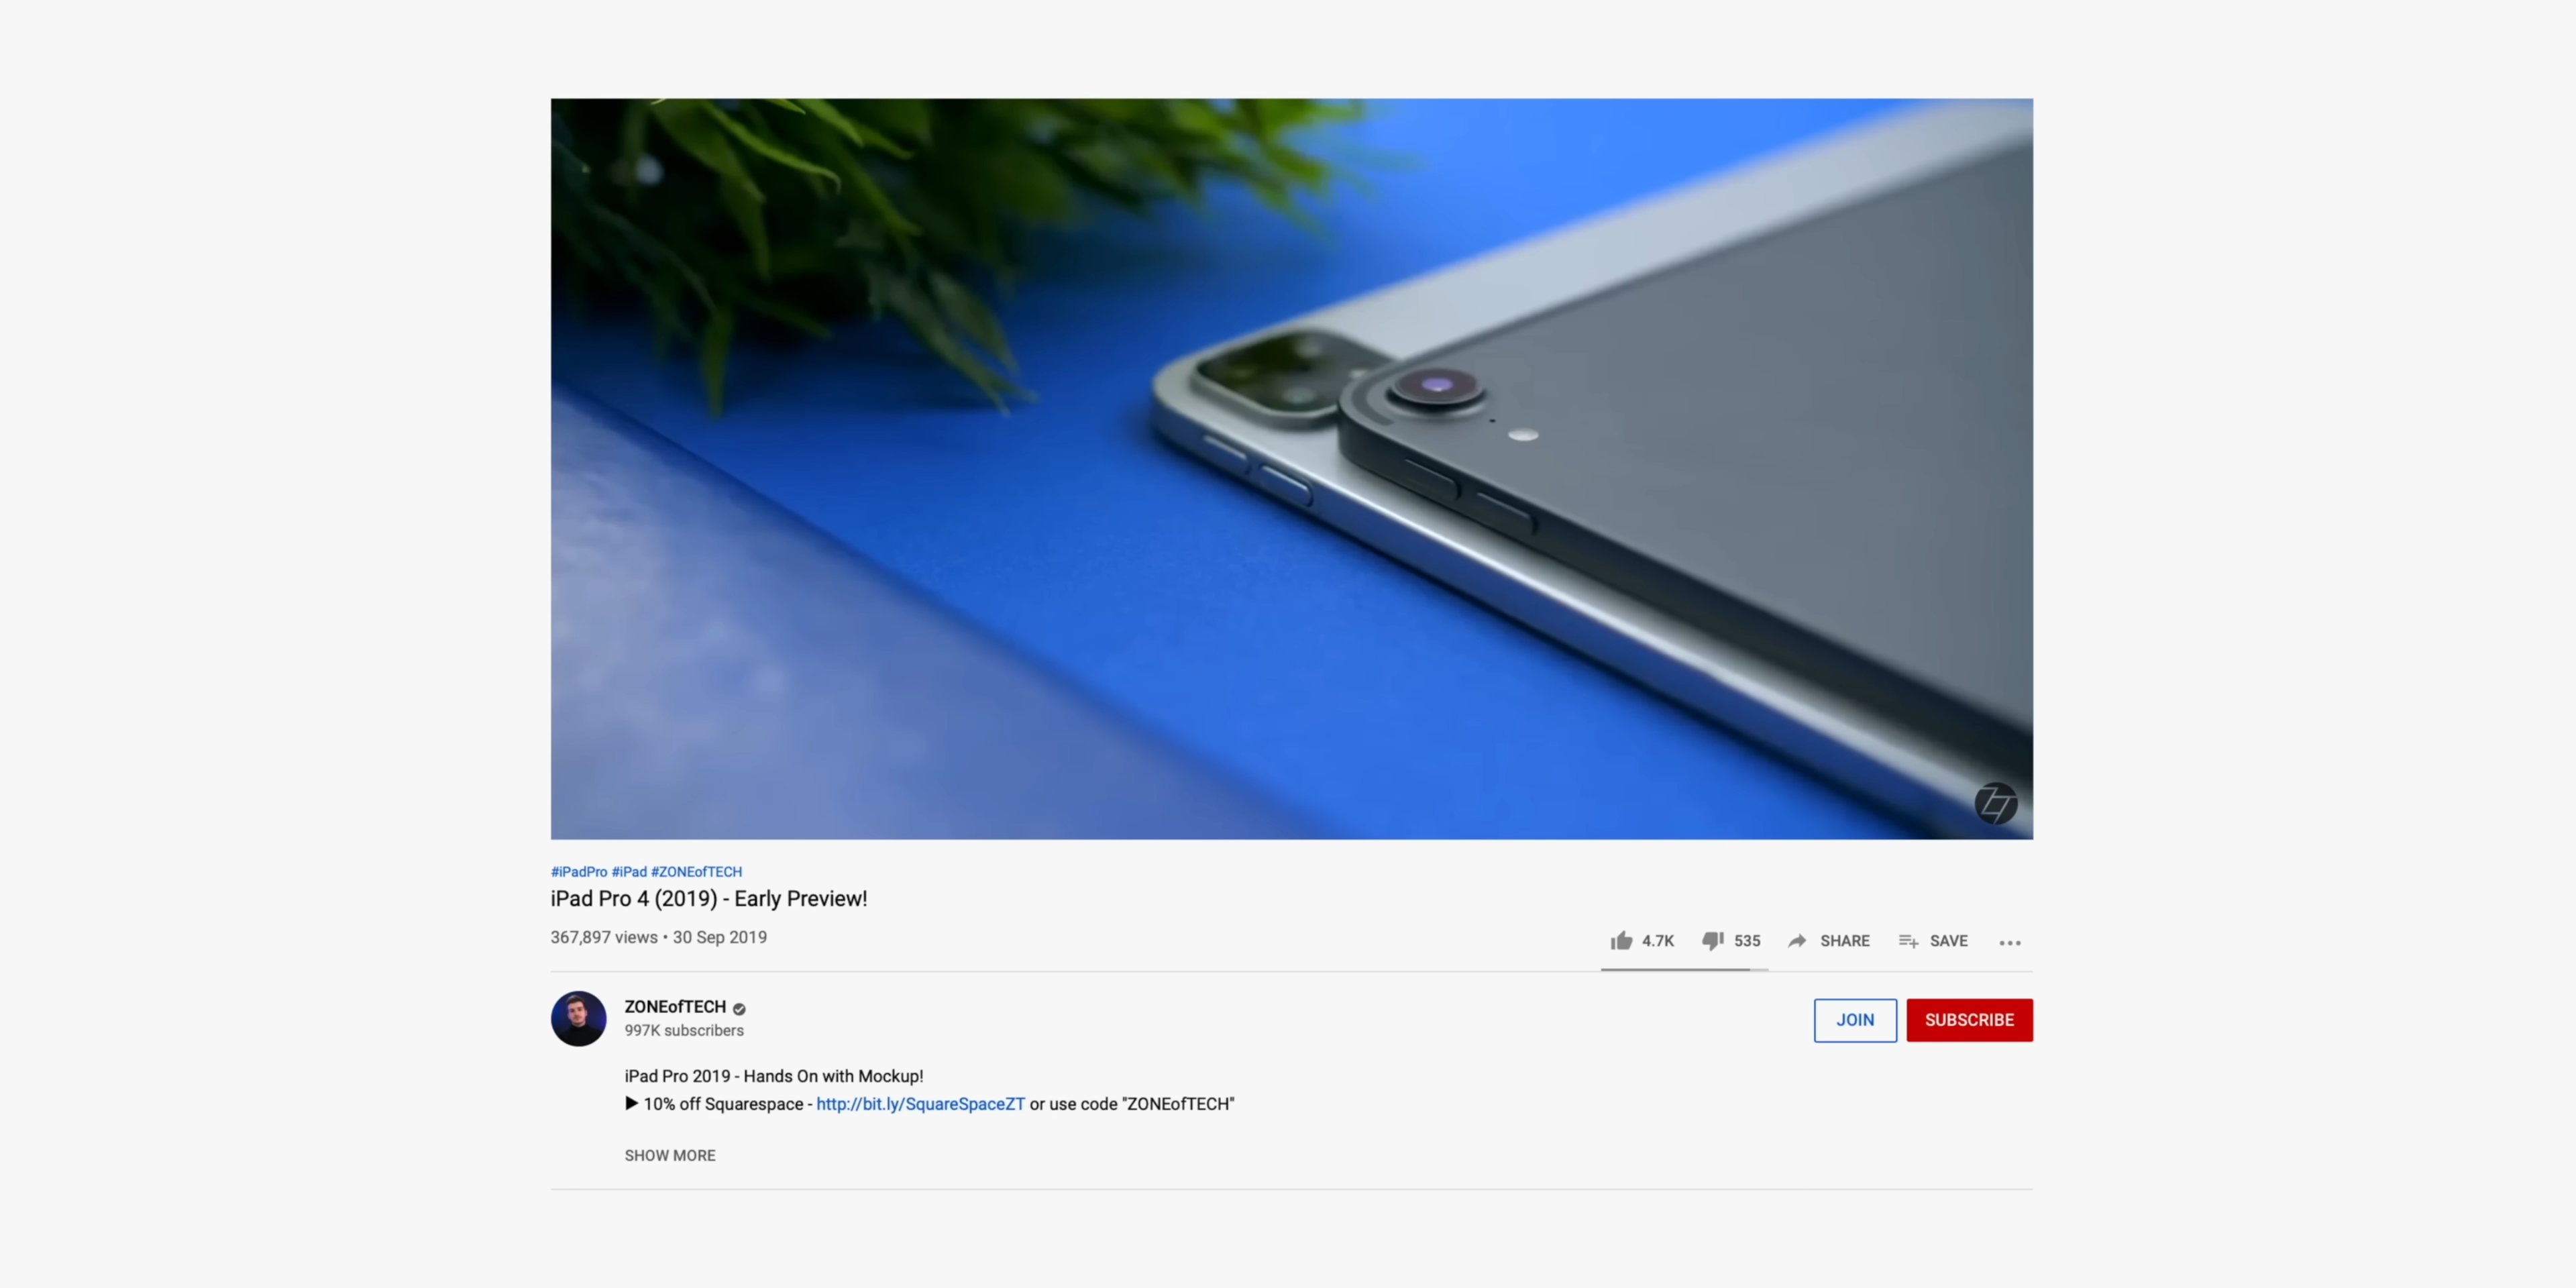 #iPadPro #iPad #ZONEofTECH
iPad Pro 4 (2019) - Early Preview!
367,897 views • 30 Sep 2019
4.7K 535 SHARE SAVE
ZONEofTECH
997K subscribers
JOIN SUBSCRIBE
iPad Pro 2019 - Hands On with Mockup!
▶ 10% off Squarespace - http://bit.ly/SquareSpaceZT or use code "ZONEofTECH"
SHOW MORE